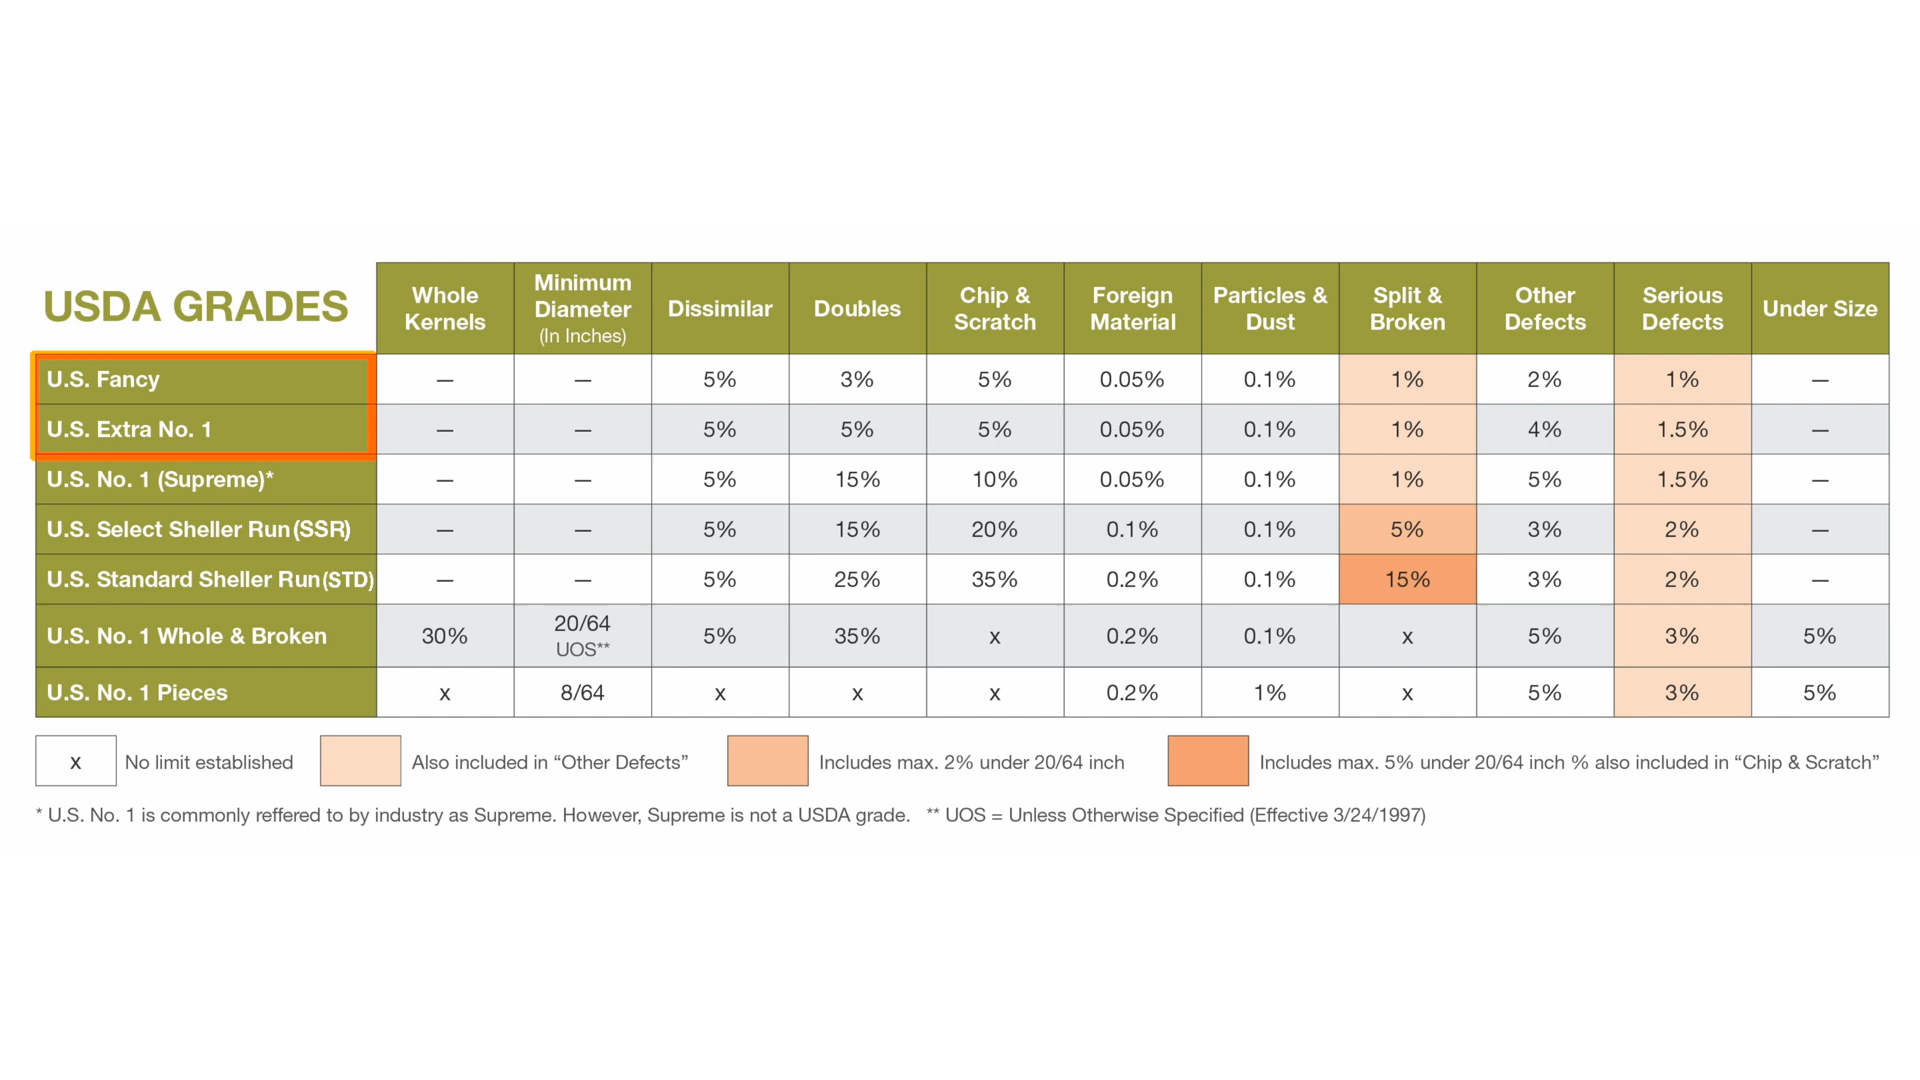 USDA GRADES
Whole Kernels | Minimum Diameter (In Inches) | Dissimilar | Doubles | Chip & Scratch | Foreign Material | Particles & Dust | Split & Broken | Other Defects | Serious Defects | Under Size
U.S. Fancy — — 5% 3% 5% 0.05% 0.1% 1% 2% 1% —
U.S. Extra No. 1 — — 5% 5% 5% 0.05% 0.1% 1% 4% 1.5% —
U.S. No. 1 (Supreme)* — — 5% 15% 10% 0.05% 0.1% 1% 5% 1.5% —
U.S. Select Sheller Run (SSR) — — 5% 15% 20% 0.1% 0.1% 5% 3% 2% —
U.S. Standard Sheller Run (STD) — — 5% 25% 35% 0.2% 0.1% 15% 3% 2% —
U.S. No. 1 Whole & Broken 30% 20/64 UOS** 5% 35% x 0.2% 0.1% x 5% 3% 5%
U.S. No. 1 Pieces x 8/64 x x x 0.2% 1% x 5% 3% 5%
x No limit established Also included in “Other Defects” Includes max. 2% under 20/64 inch Includes max. 5% under 20/64 inch % also included in “Chip & Scratch”
* U.S. No. 1 is commonly reffered to by industry as Supreme. However, Supreme is not a USDA grade. ** UOS = Unless Otherwise Specified (Effective 3/24/1997)